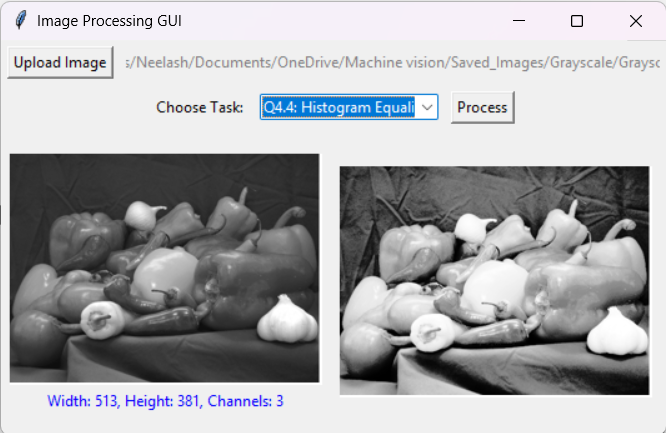 Image Processing GUI
Upload Image s/Neelash/Documents/OneDrive/Machine vision/Saved_Images/Grayscale/Graysc
Choose Task: Q4.4: Histogram Equali Process
Width: 513, Height: 381, Channels: 3